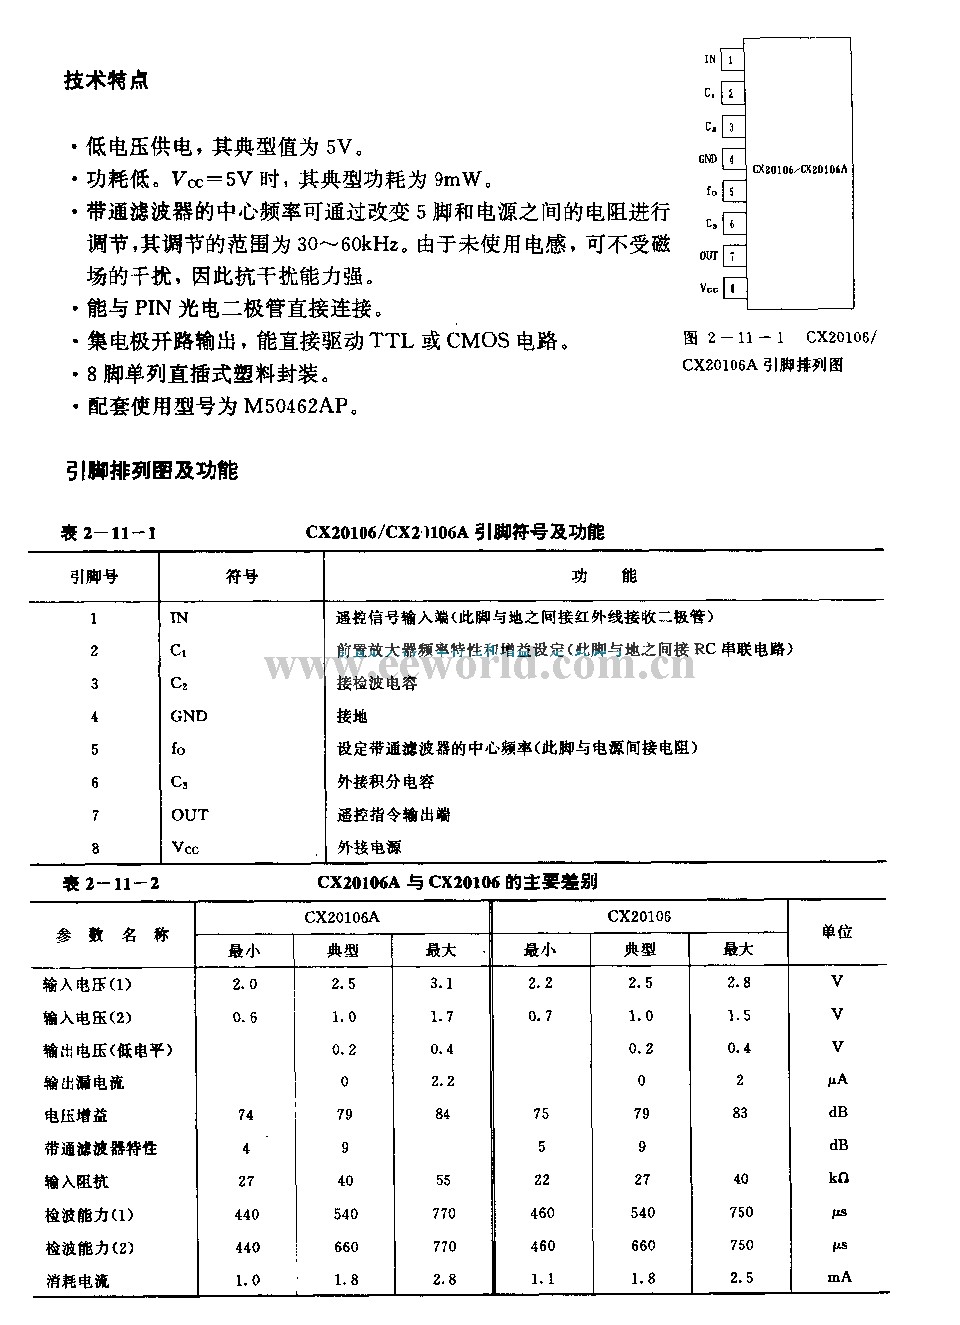 技术特点
·低电压供电，其典型值为 5V。
·功耗低。Vcc＝5V 时，其典型功耗为 9mW。
·带通滤波器的中心频率可通过改变 5 脚和电源之间的电阻进行
调节，其调节的范围为 30～60kHz。由于未使用电感，可不受磁
场的干扰，因此抗干扰能力强。
·能与 PIN 光电二极管直接连接。
·集电极开路输出，能直接驱动 TTL 或 CMOS 电路。
·8 脚单列直插式塑料封装。
·配套使用型号为 M50462AP。
IN 1
C₁ 2
C₂ 3
GND 4
f₀ 5
C₃ 6
OUT 7
Vcc 8
CX20106/CX20106A
图 2－11－1 CX20106/
CX20106A 引脚排列图
引脚排列图及功能
表 2－11－1 CX20106/CX20106A 引脚符号及功能
引脚号 符号 功 能
1 IN 遥控信号输入端(此脚与地之间接红外线接收二极管)
2 C₁ 前置放大器频率特性和增益设定(此脚与地之间接 RC 串联电路)
www.eeworld.com.cn
3 C₂ 接检波电容
4 GND 接地
5 f₀ 设定带通滤波器的中心频率(此脚与电源间接电阻)
6 C₃ 外接积分电容
7 OUT 遥控指令输出端
8 Vcc 外接电源
表 2－11－2 CX20106A 与 CX20106 的主要差别
参 数 名 称 CX20106A CX20106 单位
最小 典型 最大 最小 典型 最大
输入电压(1) 2.0 2.5 3.1 2.2 2.5 2.8 V
输入电压(2) 0.6 1.0 1.7 0.7 1.0 1.5 V
输出电压(低电平) 0.2 0.4 0.2 0.4 V
输出漏电流 0 2.2 0 2 μA
电压增益 74 79 84 75 79 83 dB
带通滤波器特性 4 9 5 9 dB
输入阻抗 27 40 55 22 27 40 kΩ
检波能力(1) 440 540 770 460 540 750 μs
检波能力(2) 440 660 770 460 660 750 μs
消耗电流 1.0 1.8 2.8 1.1 1.8 2.5 mA